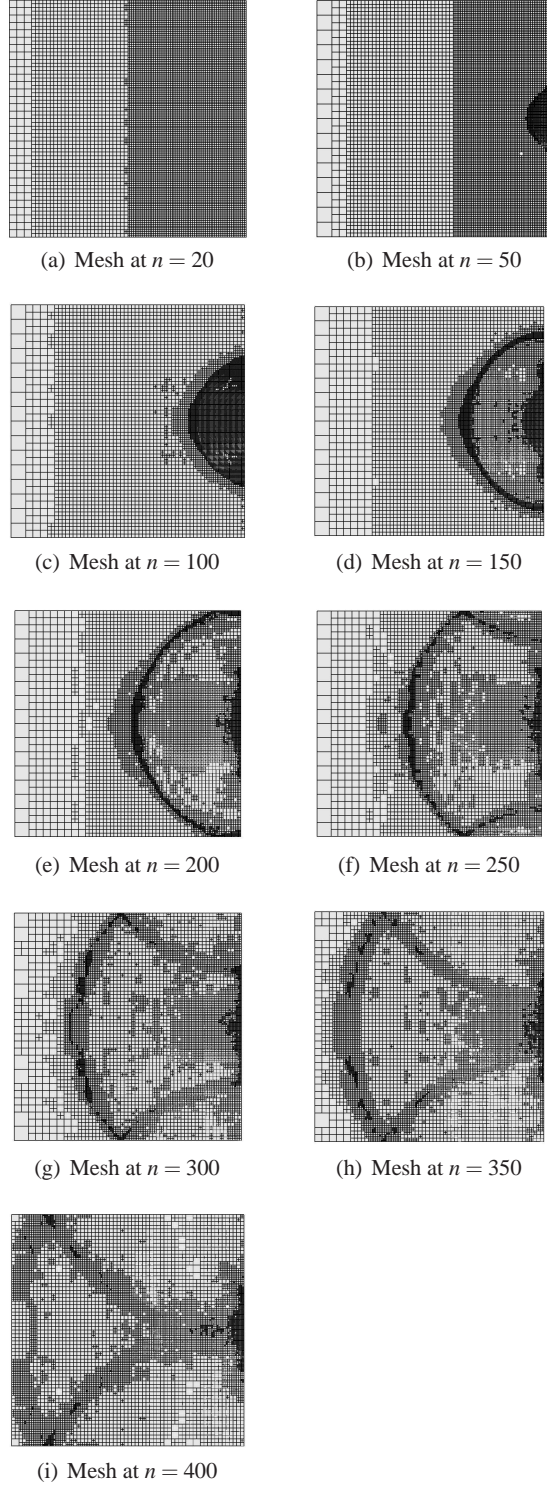 (a) Mesh at n = 20
(b) Mesh at n = 50
(c) Mesh at n = 100
(d) Mesh at n = 150
(e) Mesh at n = 200
(f) Mesh at n = 250
(g) Mesh at n = 300
(h) Mesh at n = 350
(i) Mesh at n = 400